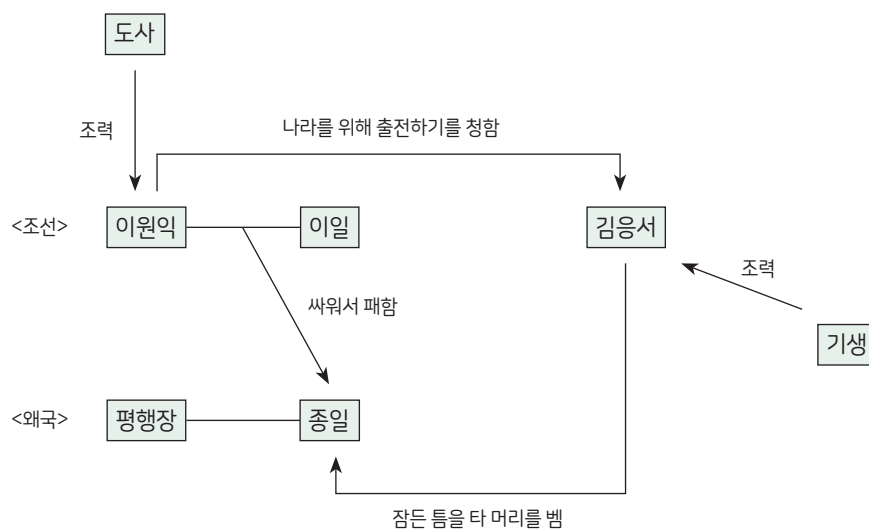 도사
조력
나라를 위해 출전하기를 청함
<조선>
이원익
이일
김응서
조력
싸워서 패함
기생
<왜국>
평행장
종일
잠든 틈을 타 머리를 벰